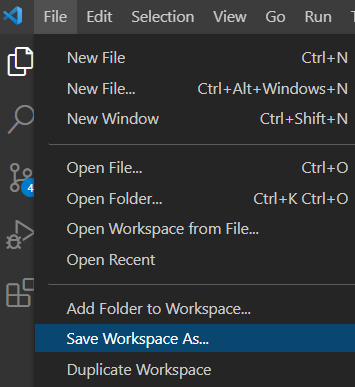 File Edit Selection View Go Run
New File Ctrl+N
New File... Ctrl+Alt+Windows+N
New Window Ctrl+Shift+N
Open File... Ctrl+O
Open Folder... Ctrl+K Ctrl+O
Open Workspace from File...
Open Recent
4
Add Folder to Workspace...
Save Workspace As...
Duplicate Workspace